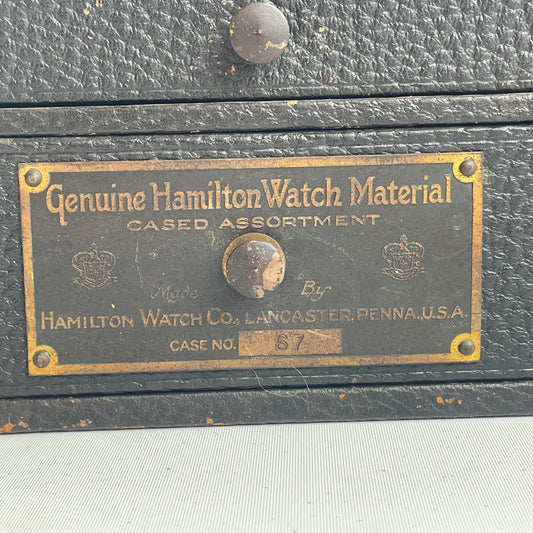 Genuine Hamilton Watch Material
CASED ASSORTMENT
Made By
HAMILTON WATCH CO., LANCASTER, PENNA., U.S.A.
CASE NO. 67